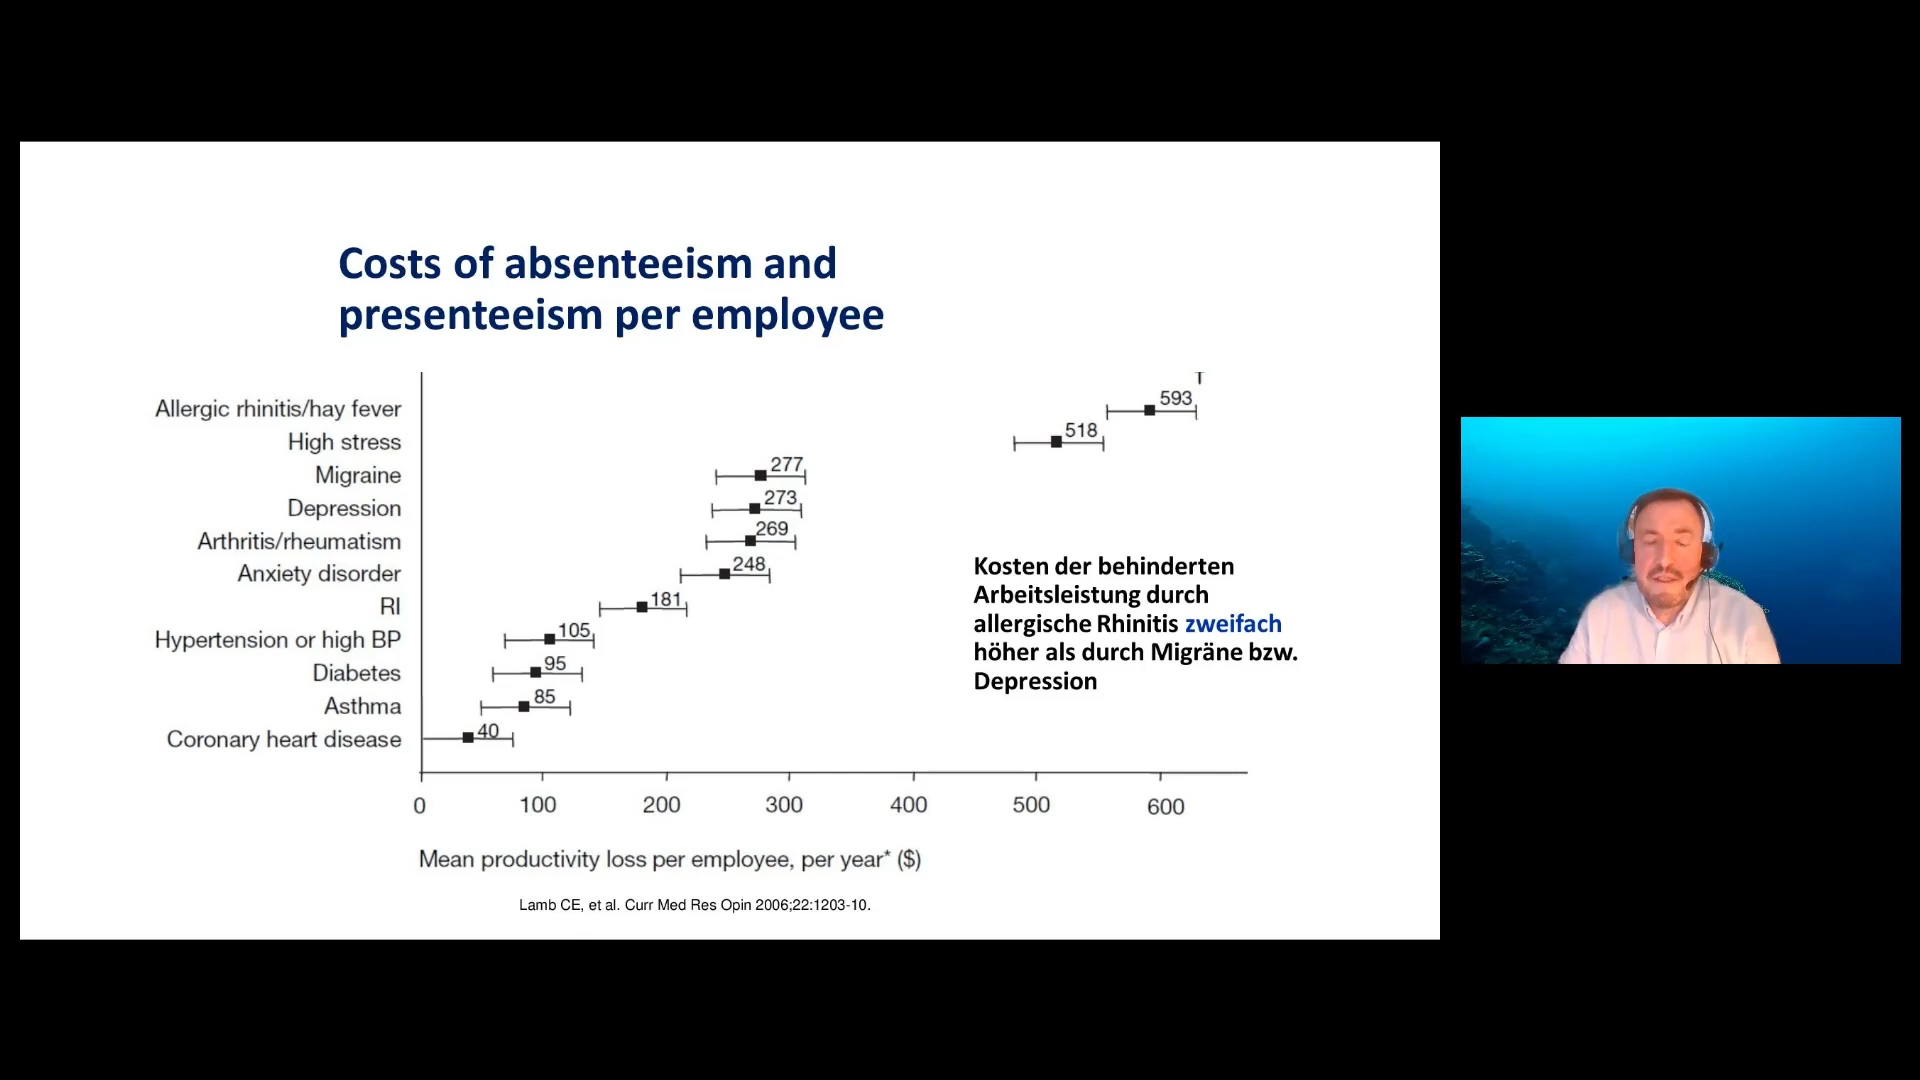 Costs of absenteeism and
presenteeism per employee
Allergic rhinitis/hay fever
593
High stress
518
Migraine
277
Depression
273
Arthritis/rheumatism
269
Anxiety disorder
248
RI
181
Hypertension or high BP
105
Diabetes
95
Asthma
85
Coronary heart disease
40
Kosten der behinderten
Arbeitsleistung durch
allergische Rhinitis zweifach
höher als durch Migräne bzw.
Depression
0 100 200 300 400 500 600
Mean productivity loss per employee, per year* ($)
Lamb CE, et al. Curr Med Res Opin 2006;22:1203-10.